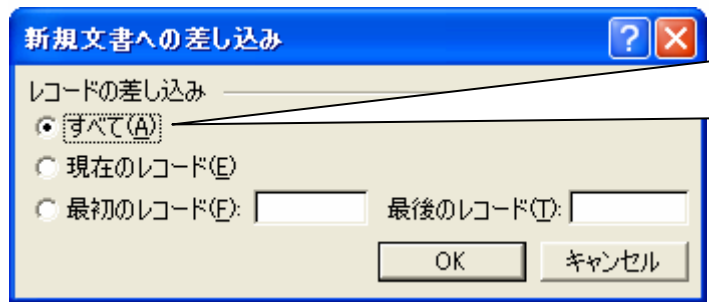 新規文書への差し込み
レコードの差し込み
すべて(A)
現在のレコード(E)
最初のレコード(F): 最後のレコード(T):
OK キャンセル